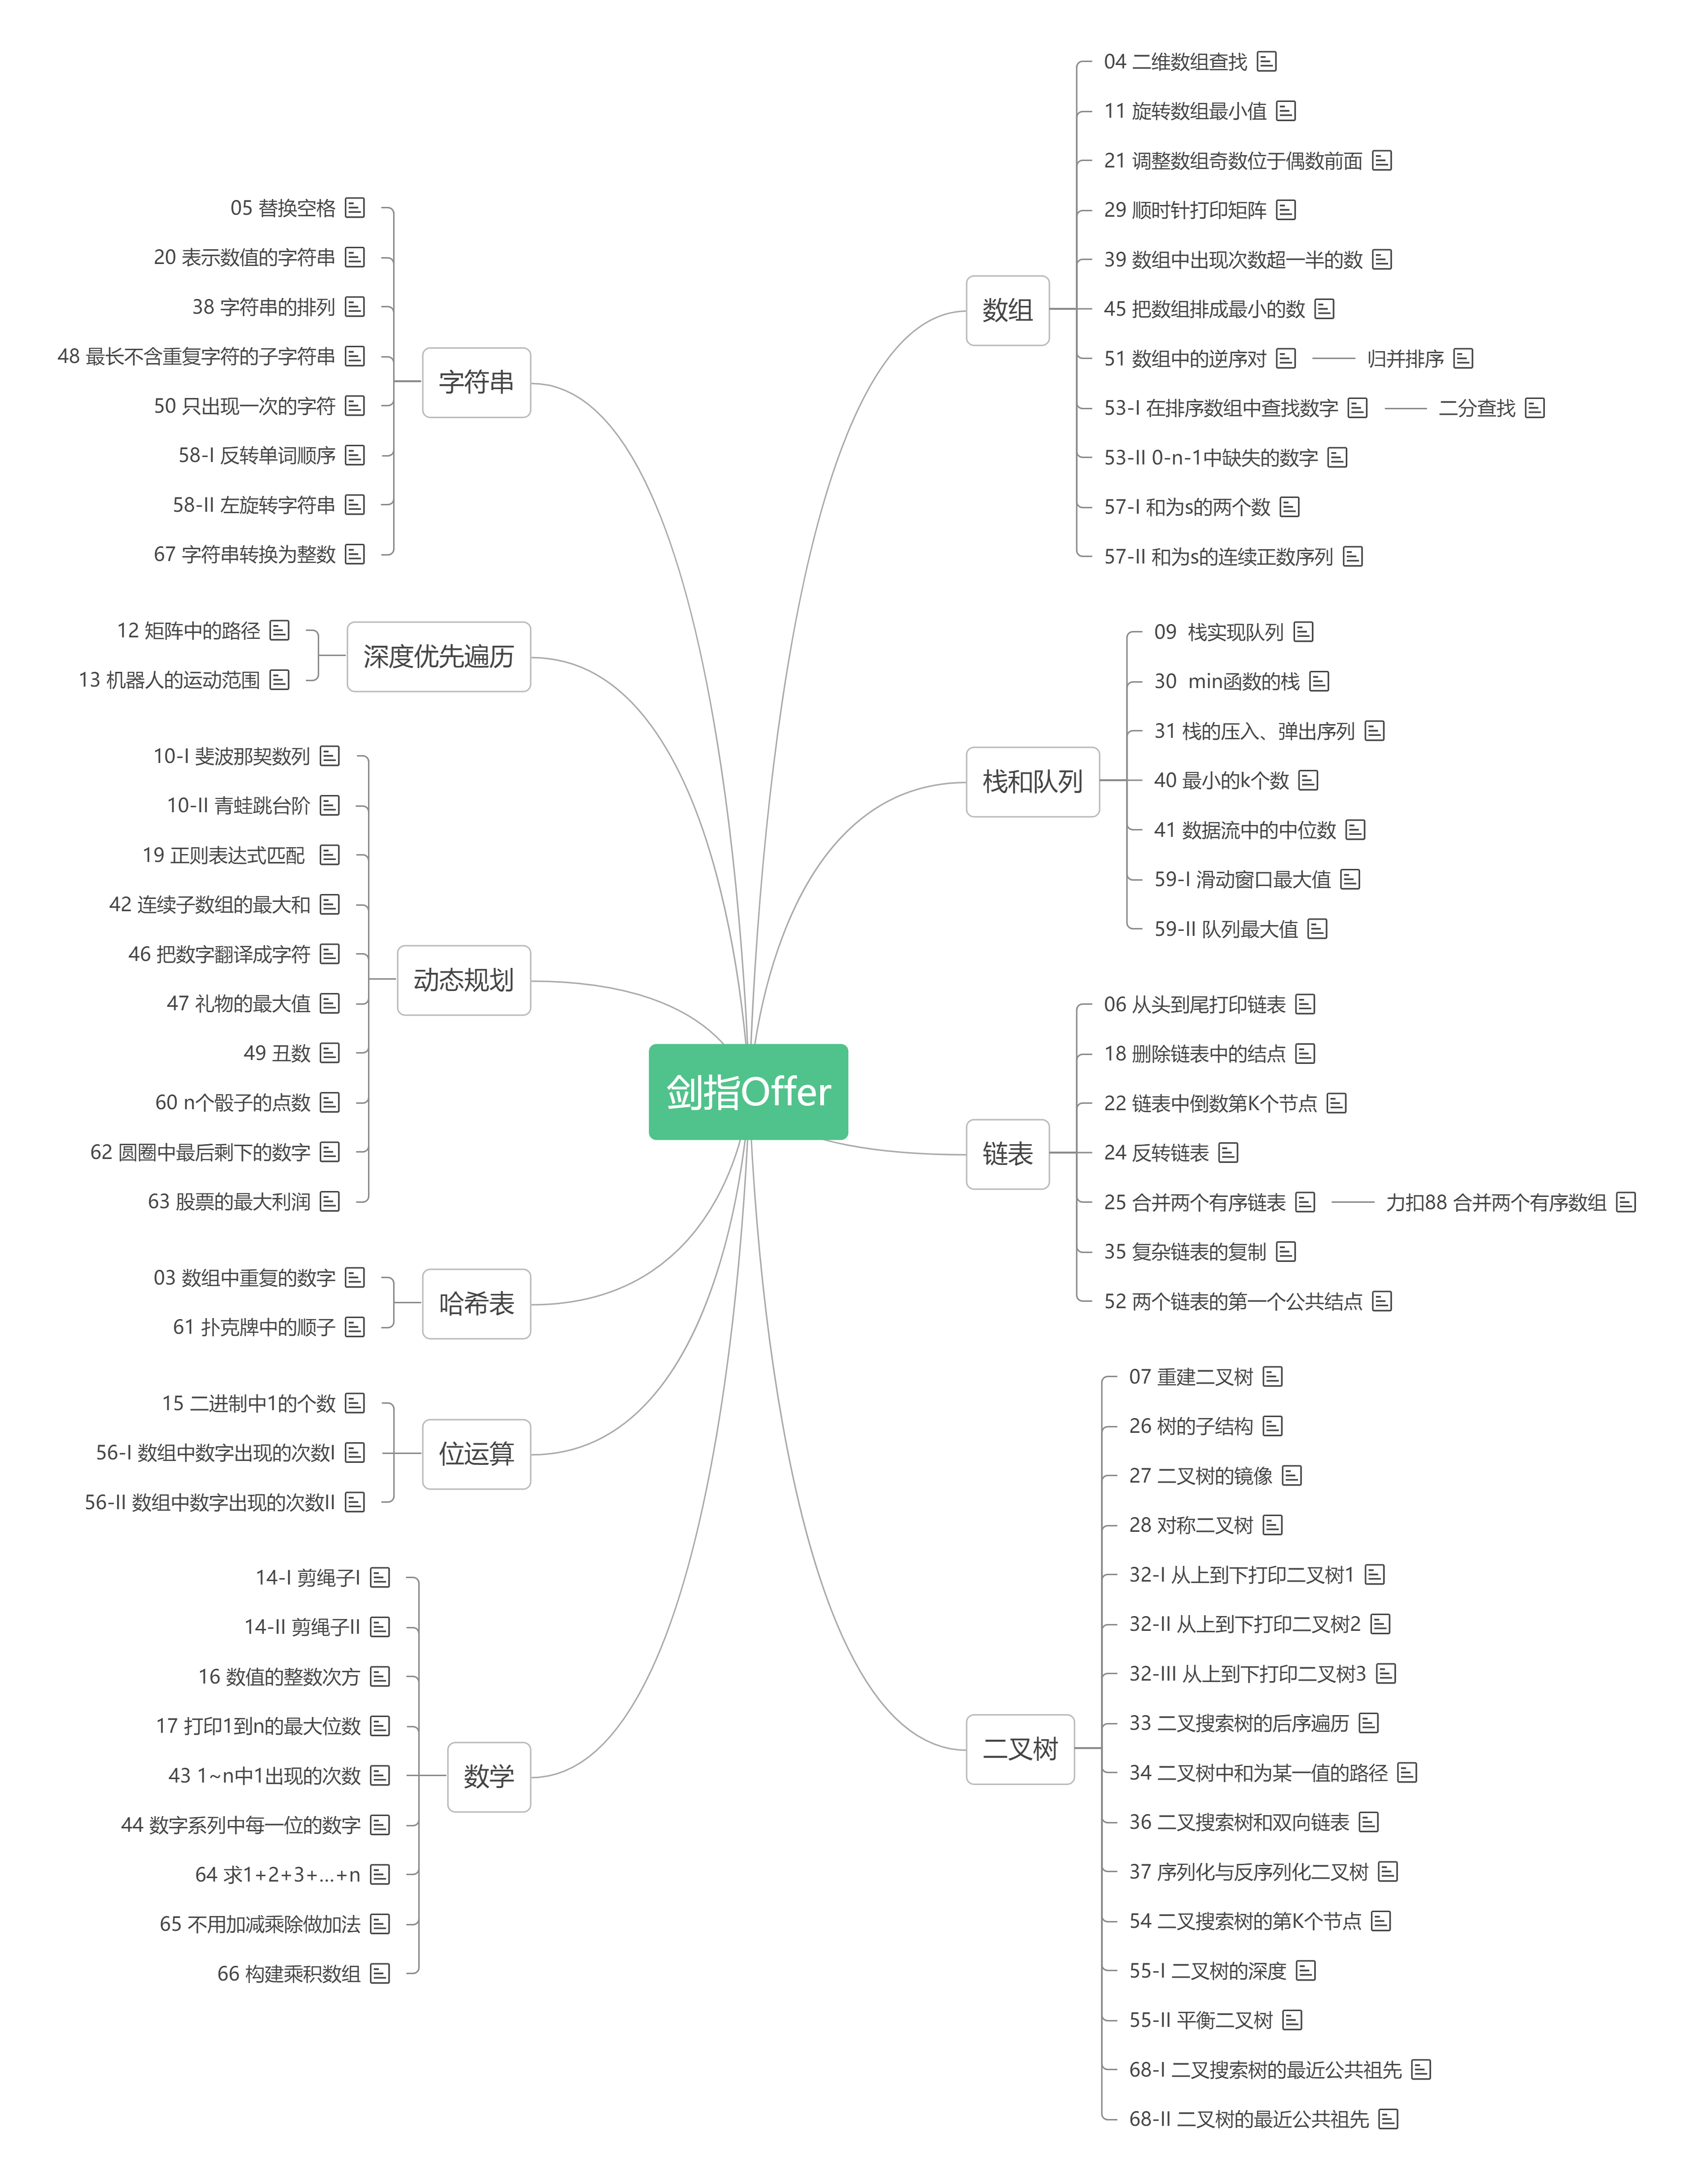 剑指Offer
数组
04 二维数组查找
11 旋转数组最小值
21 调整数组奇数位于偶数前面
29 顺时针打印矩阵
39 数组中出现次数超一半的数
45 把数组排成最小的数
51 数组中的逆序对
归并排序
53-I 在排序数组中查找数字
二分查找
53-II 0-n-1中缺失的数字
57-I 和为s的两个数
57-II 和为s的连续正数序列
栈和队列
09  栈实现队列
30  min函数的栈
31 栈的压入、弹出序列
40 最小的k个数
41 数据流中的中位数
59-I 滑动窗口最大值
59-II 队列最大值
链表
06 从头到尾打印链表
18 删除链表中的结点
22 链表中倒数第K个节点
24 反转链表
25 合并两个有序链表
力扣88 合并两个有序数组
35 复杂链表的复制
52 两个链表的第一个公共结点
二叉树
07 重建二叉树
26 树的子结构
27 二叉树的镜像
28 对称二叉树
32-I 从上到下打印二叉树1
32-II 从上到下打印二叉树2
32-III 从上到下打印二叉树3
33 二叉搜索树的后序遍历
34 二叉树中和为某一值的路径
36 二叉搜索树和双向链表
37 序列化与反序列化二叉树
54 二叉搜索树的第K个节点
55-I 二叉树的深度
55-II 平衡二叉树
68-I 二叉搜索树的最近公共祖先
68-II 二叉树的最近公共祖先
字符串
05 替换空格
20 表示数值的字符串
38 字符串的排列
48 最长不含重复字符的子字符串
50 只出现一次的字符
58-I 反转单词顺序
58-II 左旋转字符串
67 字符串转换为整数
深度优先遍历
12 矩阵中的路径
13 机器人的运动范围
动态规划
10-I 斐波那契数列
10-II 青蛙跳台阶
19 正则表达式匹配
42 连续子数组的最大和
46 把数字翻译成字符
47 礼物的最大值
49 丑数
60 n个骰子的点数
62 圆圈中最后剩下的数字
63 股票的最大利润
哈希表
03 数组中重复的数字
61 扑克牌中的顺子
位运算
15 二进制中1的个数
56-I 数组中数字出现的次数I
56-II 数组中数字出现的次数II
数学
14-I 剪绳子I
14-II 剪绳子II
16 数值的整数次方
17 打印1到n的最大位数
43 1~n中1出现的次数
44 数字系列中每一位的数字
64 求1+2+3+...+n
65 不用加减乘除做加法
66 构建乘积数组